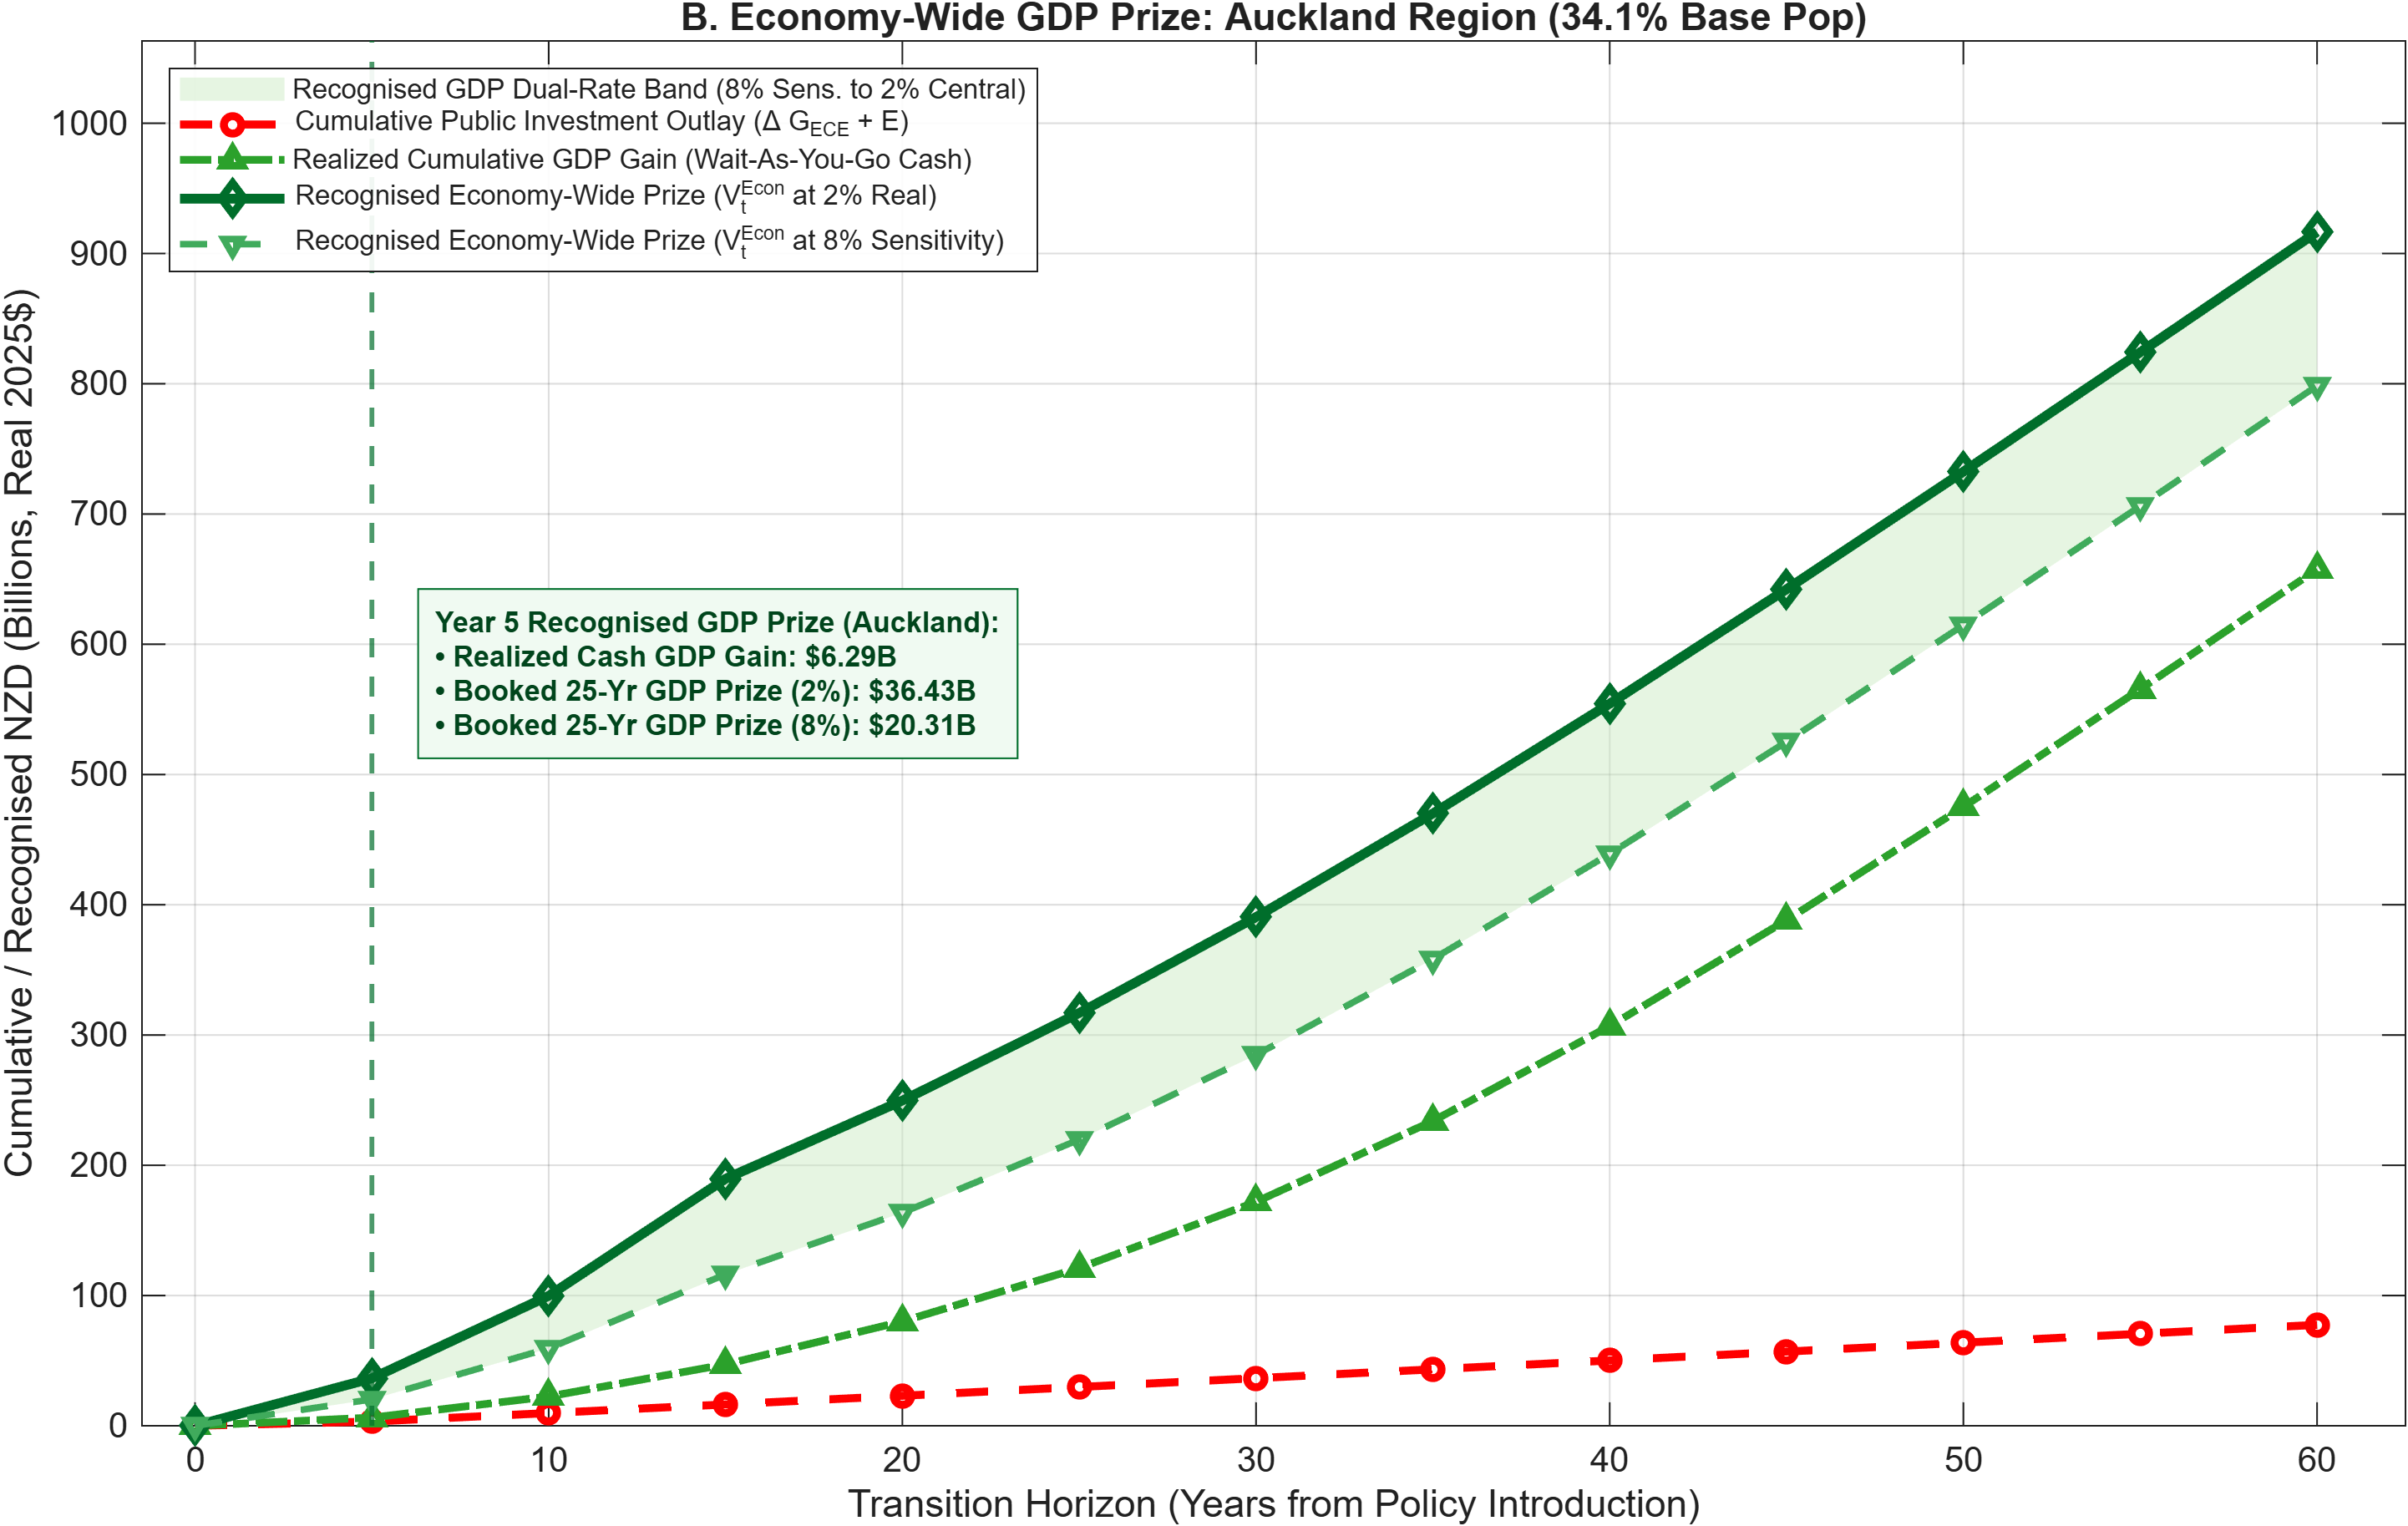 B. Economy-Wide GDP Prize: Auckland Region (34.1% Base Pop)
Recognised GDP Dual-Rate Band (8% Sens. to 2% Central)
Cumulative Public Investment Outlay (Δ G_ECE + E)
Realized Cumulative GDP Gain (Wait-As-You-Go Cash)
Recognised Economy-Wide Prize (V_t^Econ at 2% Real)
Recognised Economy-Wide Prize (V_t^Econ at 8% Sensitivity)
Cumulative / Recognised NZD (Billions, Real 2025$)
1000
900
800
700
600
500
400
300
200
100
0
Year 5 Recognised GDP Prize (Auckland):
• Realized Cash GDP Gain: $6.29B
• Booked 25-Yr GDP Prize (2%): $36.43B
• Booked 25-Yr GDP Prize (8%): $20.31B
0 10 20 30 40 50 60
Transition Horizon (Years from Policy Introduction)